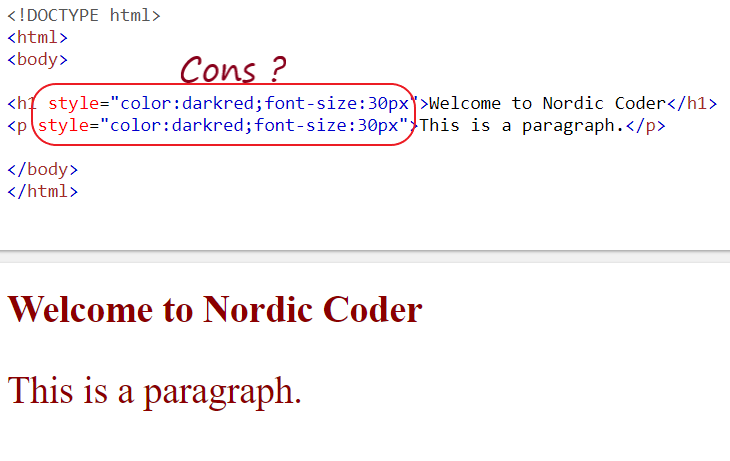 <!DOCTYPE html>
<html>
<body>
Cons ?
<h1 style="color:darkred;font-size:30px">Welcome to Nordic Coder</h1>
<p style="color:darkred;font-size:30px">This is a paragraph.</p>
</body>
</html>
Welcome to Nordic Coder
This is a paragraph.